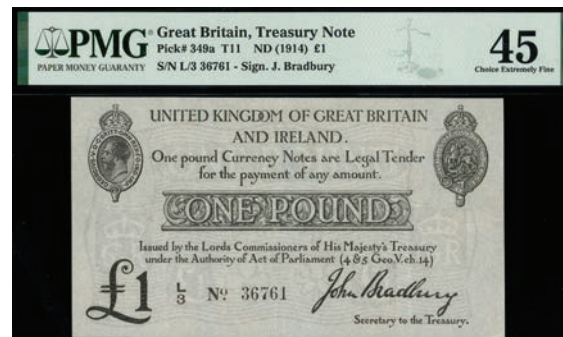 PMG
PAPER MONEY GUARANTY
Great Britain, Treasury Note
Pick# 349a T11 ND (1914) £1
S/N L/3 36761 - Sign. J. Bradbury
45
Choice Extremely Fine
UNITED KINGDOM OF GREAT BRITAIN
AND IRELAND.
One pound Currency Notes are Legal Tender
for the payment of any amount.
ONE POUND
Issued by the Lords Commissioners of His Majesty's Treasury
under the Authority of Act of Parliament (4 & 5 Geo.V.ch.14)
£1 L/3 Nº 36761 John Bradbury
Secretary to the Treasury.